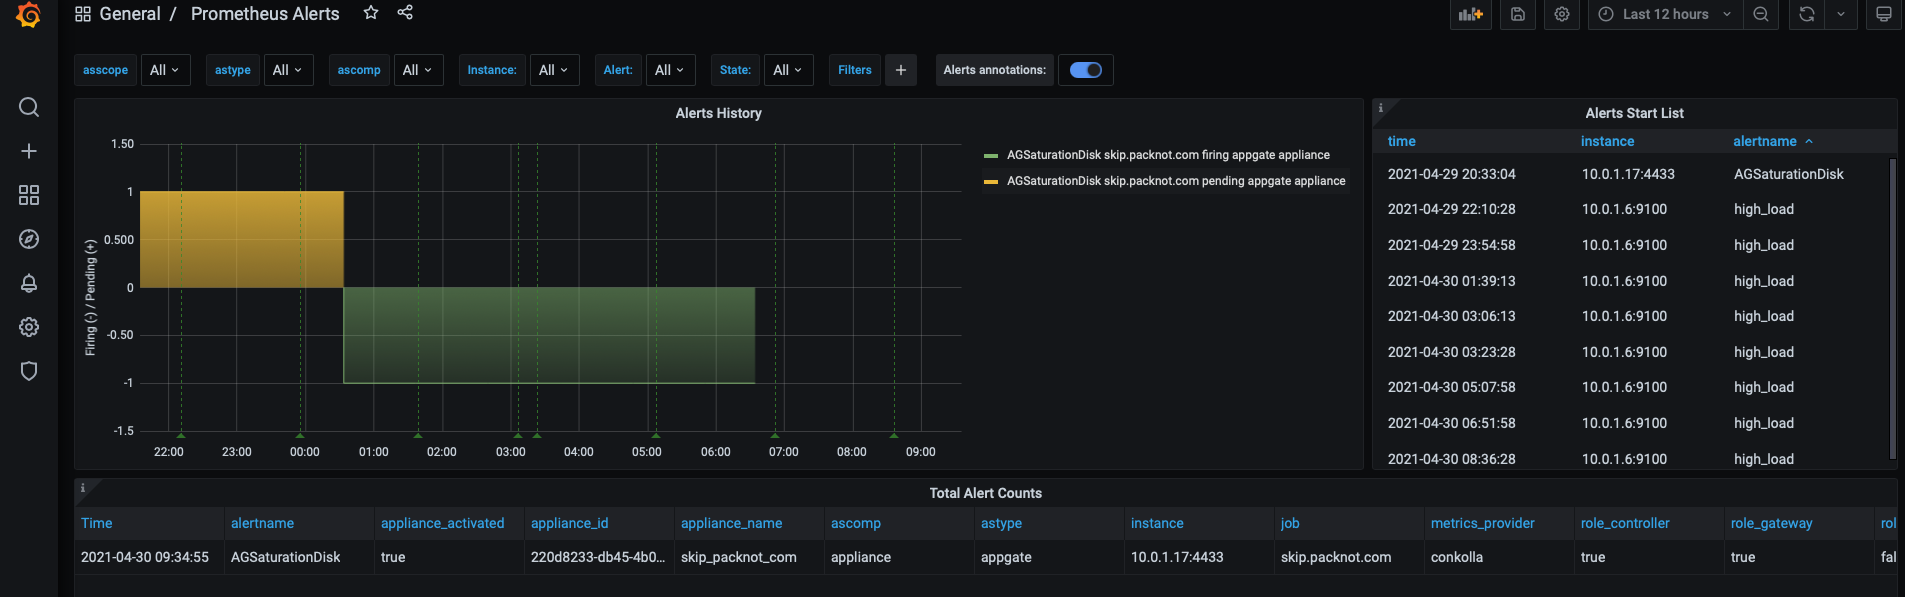 General / Prometheus Alerts
Last 12 hours
asscope All astype All ascomp All Instance: All Alert: All State: All Filters + Alerts annotations:
Alerts History
Firing (-) / Pending (+)
1.50
1
0.500
0
-0.50
-1
-1.5
22:00 23:00 00:00 01:00 02:00 03:00 04:00 05:00 06:00 07:00 08:00 09:00
AGSaturationDisk skip.packnot.com firing appgate appliance
AGSaturationDisk skip.packnot.com pending appgate appliance
i
Alerts Start List
time instance alertname
2021-04-29 20:33:04 10.0.1.17:4433 AGSaturationDisk
2021-04-29 22:10:28 10.0.1.6:9100 high_load
2021-04-29 23:54:58 10.0.1.6:9100 high_load
2021-04-30 01:39:13 10.0.1.6:9100 high_load
2021-04-30 03:06:13 10.0.1.6:9100 high_load
2021-04-30 03:23:28 10.0.1.6:9100 high_load
2021-04-30 05:07:58 10.0.1.6:9100 high_load
2021-04-30 06:51:58 10.0.1.6:9100 high_load
2021-04-30 08:36:28 10.0.1.6:9100 high_load
i
Total Alert Counts
Time alertname appliance_activated appliance_id appliance_name ascomp astype instance job metrics_provider role_controller role_gateway rol
2021-04-30 09:34:55 AGSaturationDisk true 220d8233-db45-4b0... skip_packnot_com appliance appgate 10.0.1.17:4433 skip.packnot.com conkolla true true fal